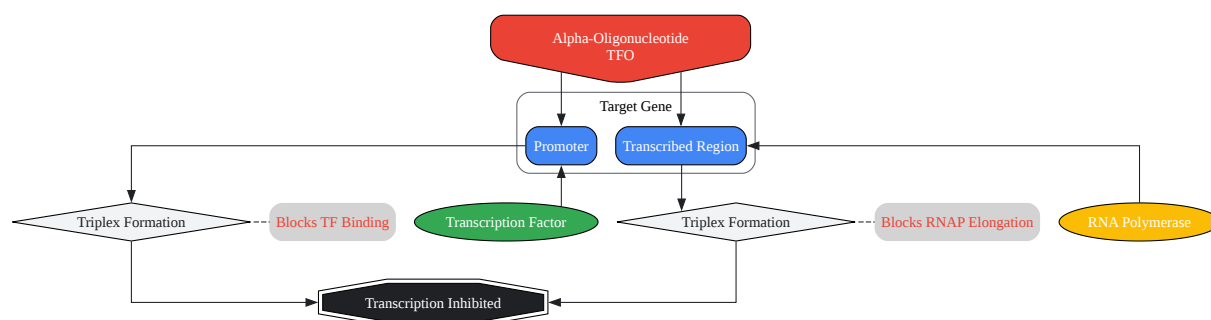 Alpha-Oligonucleotide
TFO
Target Gene
Promoter
Transcribed Region
Triplex Formation
Blocks TF Binding
Transcription Factor
Triplex Formation
Blocks RNAP Elongation
RNA Polymerase
Transcription Inhibited